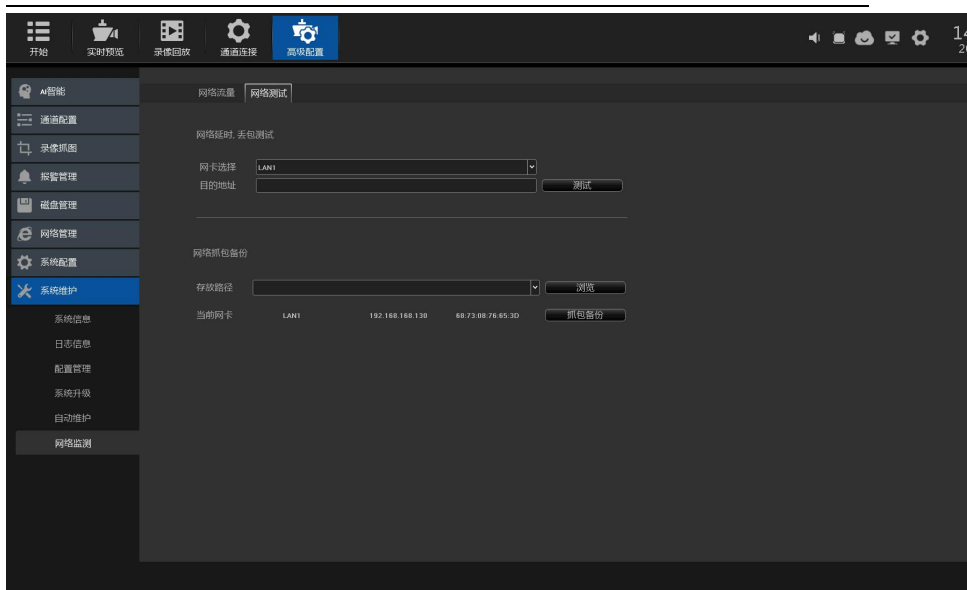 开始 实时预览 录像回放 通道连接 高级配置
AI智能
通道配置
录像抓图
报警管理
磁盘管理
网络管理
系统配置
系统维护
系统信息
日志信息
配置管理
系统升级
自动维护
网络监测
网络流量 网络测试
网络延时,丢包测试
网卡选择 LAN1
目的地址 测试
网络抓包备份
存放路径 浏览
当前网卡 LAN1 192.168.168.130 68:73:08:76:65:3D 抓包备份